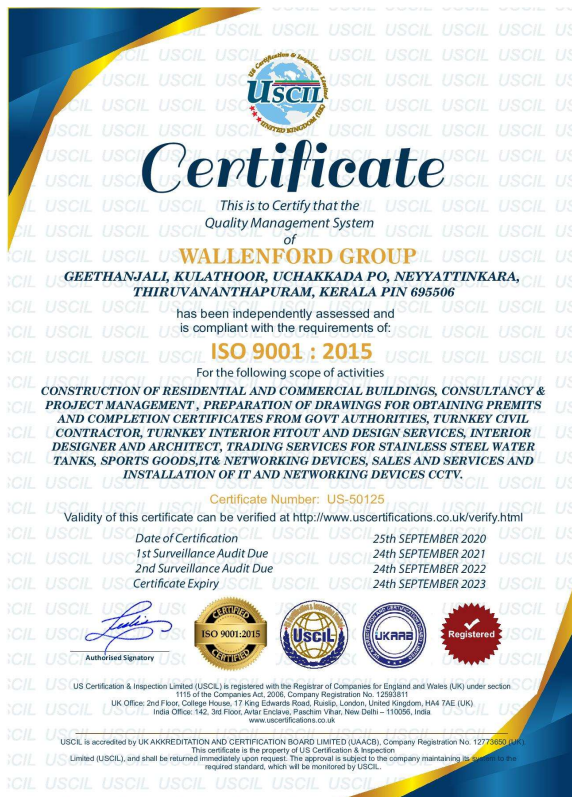 US Certification & Inspection Limited
USCIL
UNITED KINGDOM (UK)
Certificate
This is to Certify that the
Quality Management System
of
WALLENFORD GROUP
GEETHANJALI, KULATHOOR, UCHAKKADA PO, NEYYATTINKARA,
THIRUVANANTHAPURAM, KERALA PIN 695506
has been independently assessed and
is compliant with the requirements of:
ISO 9001 : 2015
For the following scope of activities
CONSTRUCTION OF RESIDENTIAL AND COMMERCIAL BUILDINGS, CONSULTANCY &
PROJECT MANAGEMENT , PREPARATION OF DRAWINGS FOR OBTAINING PREMITS
AND COMPLETION CERTIFICATES FROM GOVT AUTHORITIES, TURNKEY CIVIL
CONTRACTOR, TURNKEY INTERIOR FITOUT AND DESIGN SERVICES, INTERIOR
DESIGNER AND ARCHITECT, TRADING SERVICES FOR STAINLESS STEEL WATER
TANKS, SPORTS GOODS,IT& NETWORKING DEVICES, SALES AND SERVICES AND
INSTALLATION OF IT AND NETWORKING DEVICES CCTV.
Certificate Number: US-50125
Validity of this certificate can be verified at http://www.uscertifications.co.uk/verify.html
Date of Certification 25th SEPTEMBER 2020
1st Surveillance Audit Due 24th SEPTEMBER 2021
2nd Surveillance Audit Due 24th SEPTEMBER 2022
Certificate Expiry 24th SEPTEMBER 2023
Authorised Signatory
CERTIFIED
ISO 9001:2015
CERTIFIED
UsciL
UKAAB
Registered
US Certification & Inspection Limited (USCIL) is registered with the Registrar of Companies for England and Wales (UK) under section
1115 of the Companies Act, 2006, Company Registration No. 12593811
UK Office: 2nd Floor, College House, 17 King Edwards Road, Ruislip, London, United Kingdom, HA4 7AE (UK)
India Office: 142, 3rd Floor, Avtar Enclave, Paschim Vihar, New Delhi – 110056, India
www.uscertifications.co.uk
USCIL is accredited by UK AKKREDITATION AND CERTIFICATION BOARD LIMITED (UAACB), Company Registration No. 12773650 (UK)
This certificate is the property of US Certification & Inspection
Limited (USCIL), and shall be returned immediately upon request. The approval is subject to the company maintaining its system to the
required standard, which will be monitored by USCIL.